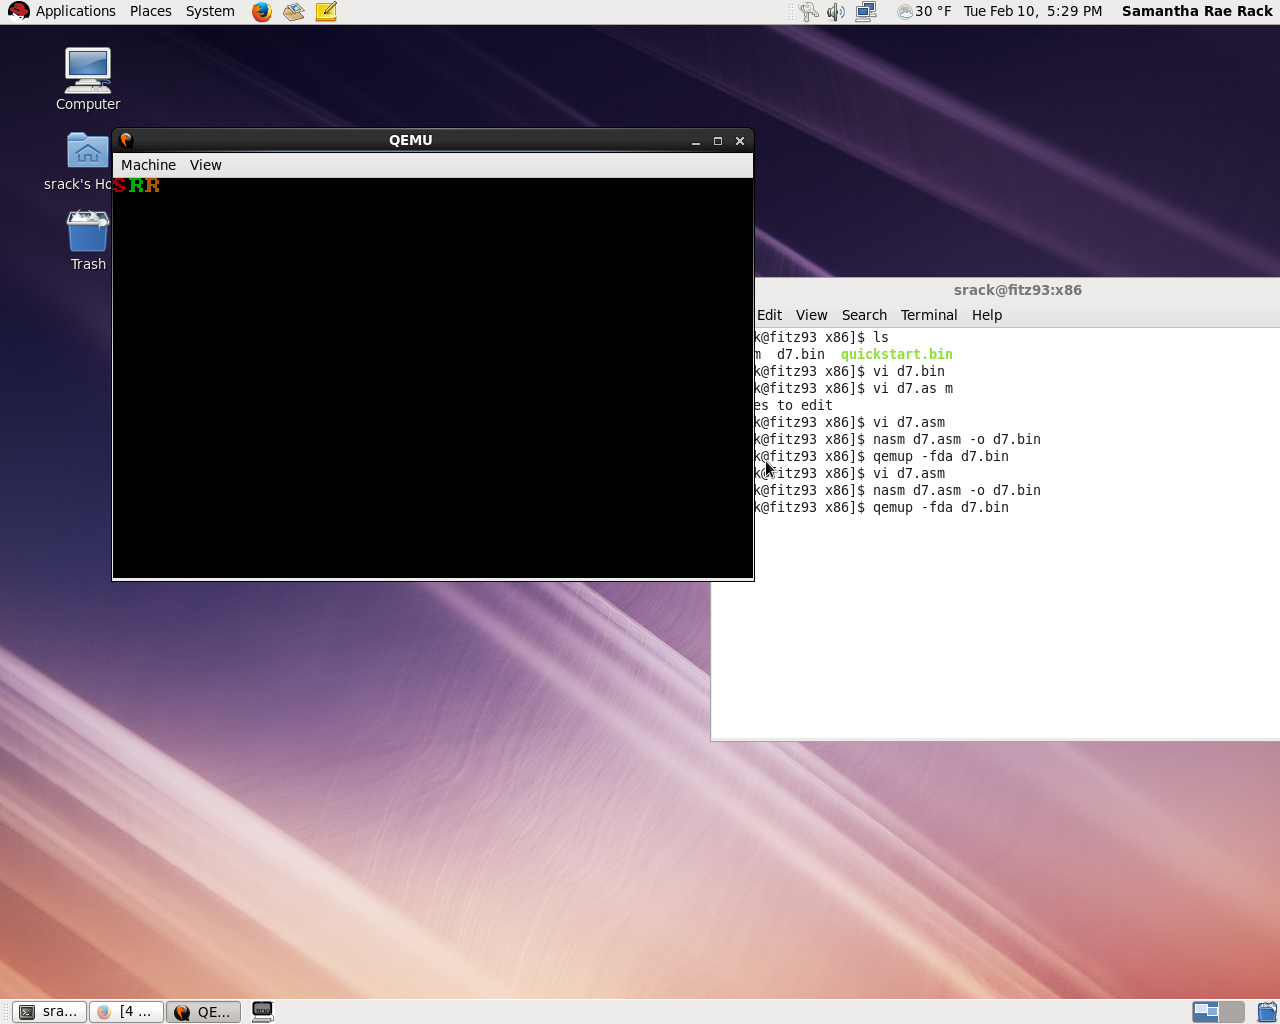 Applications Places System 30 °F Tue Feb 10, 5:29 PM Samantha Rae Rack
Computer
srack's Ho
Trash
QEMU
Machine View
SRR
srack@fitz93:x86
Edit View Search Terminal Help
k@fitz93 x86]$ ls
m d7.bin quickstart.bin
k@fitz93 x86]$ vi d7.bin
k@fitz93 x86]$ vi d7.as m
es to edit
k@fitz93 x86]$ vi d7.asm
k@fitz93 x86]$ nasm d7.asm -o d7.bin
k@fitz93 x86]$ qemup -fda d7.bin
k@fitz93 x86]$ vi d7.asm
k@fitz93 x86]$ nasm d7.asm -o d7.bin
k@fitz93 x86]$ qemup -fda d7.bin
sra... [4 ... QE...